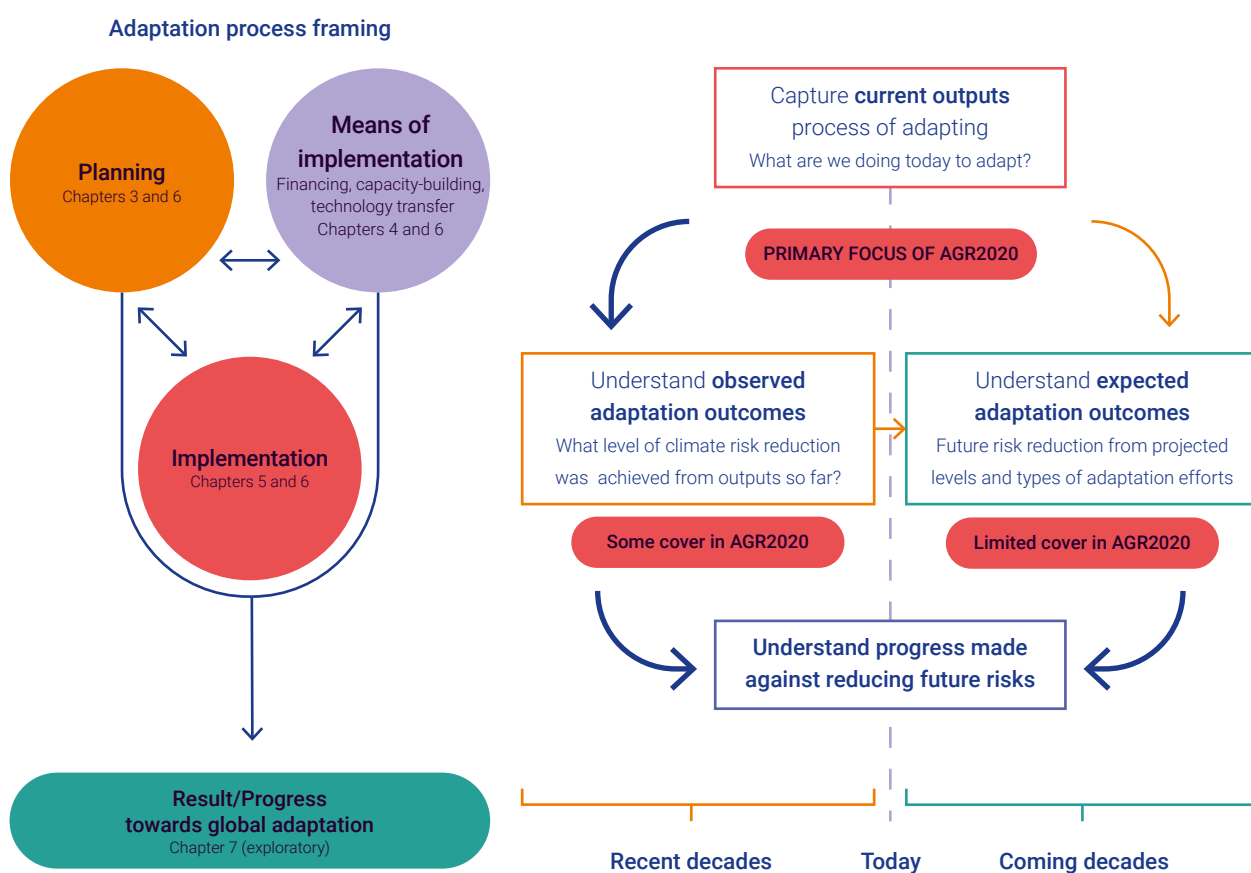 Adaptation process framing
Planning
Chapters 3 and 6
Means of
implementation
Financing, capacity-building,
technology transfer
Chapters 4 and 6
Implementation
Chapters 5 and 6
Result/Progress
towards global adaptation
Chapter 7 (exploratory)
Capture current outputs
process of adapting
What are we doing today to adapt?
PRIMARY FOCUS OF AGR2020
Understand observed
adaptation outcomes
What level of climate risk reduction
was achieved from outputs so far?
Understand expected
adaptation outcomes
Future risk reduction from projected
levels and types of adaptation efforts
Some cover in AGR2020
Limited cover in AGR2020
Understand progress made
against reducing future risks
Recent decades
Today
Coming decades